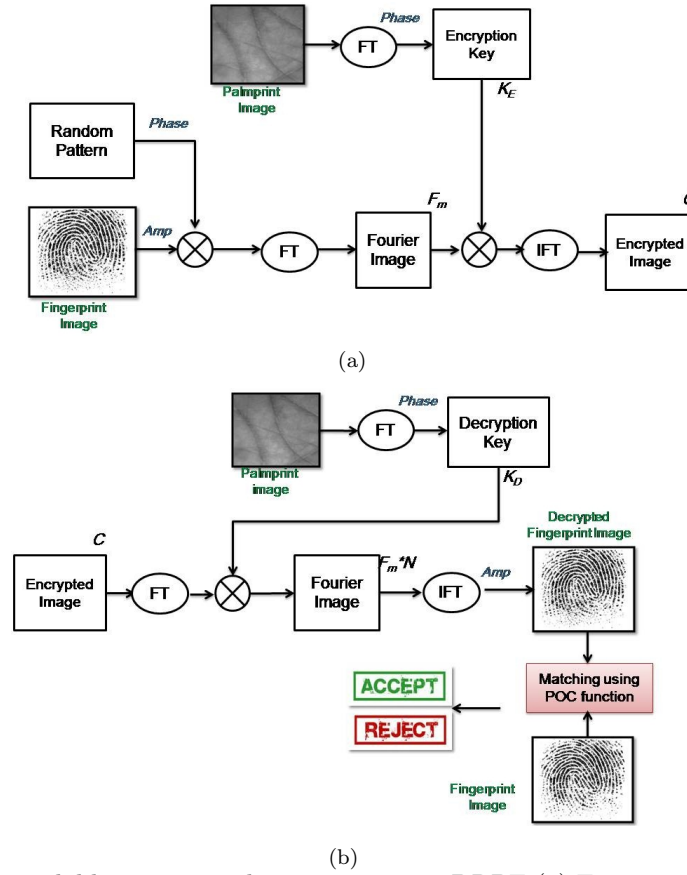 Palmprint
Image
FT
Phase
Encryption
Key
K_E
Random
Pattern
Phase
Fingerprint
Image
Amp
FT
F_m
Fourier
Image
IFT
Encrypted
Image
(a)
Palmprint
image
FT
Phase
Decryption
Key
K_D
C
Encrypted
Image
FT
Fourier
Image
F_m*N
IFT
Amp
Decrypted
Fingerprint Image
Matching using
POC function
ACCEPT
REJECT
Fingerprint
Image
(b)